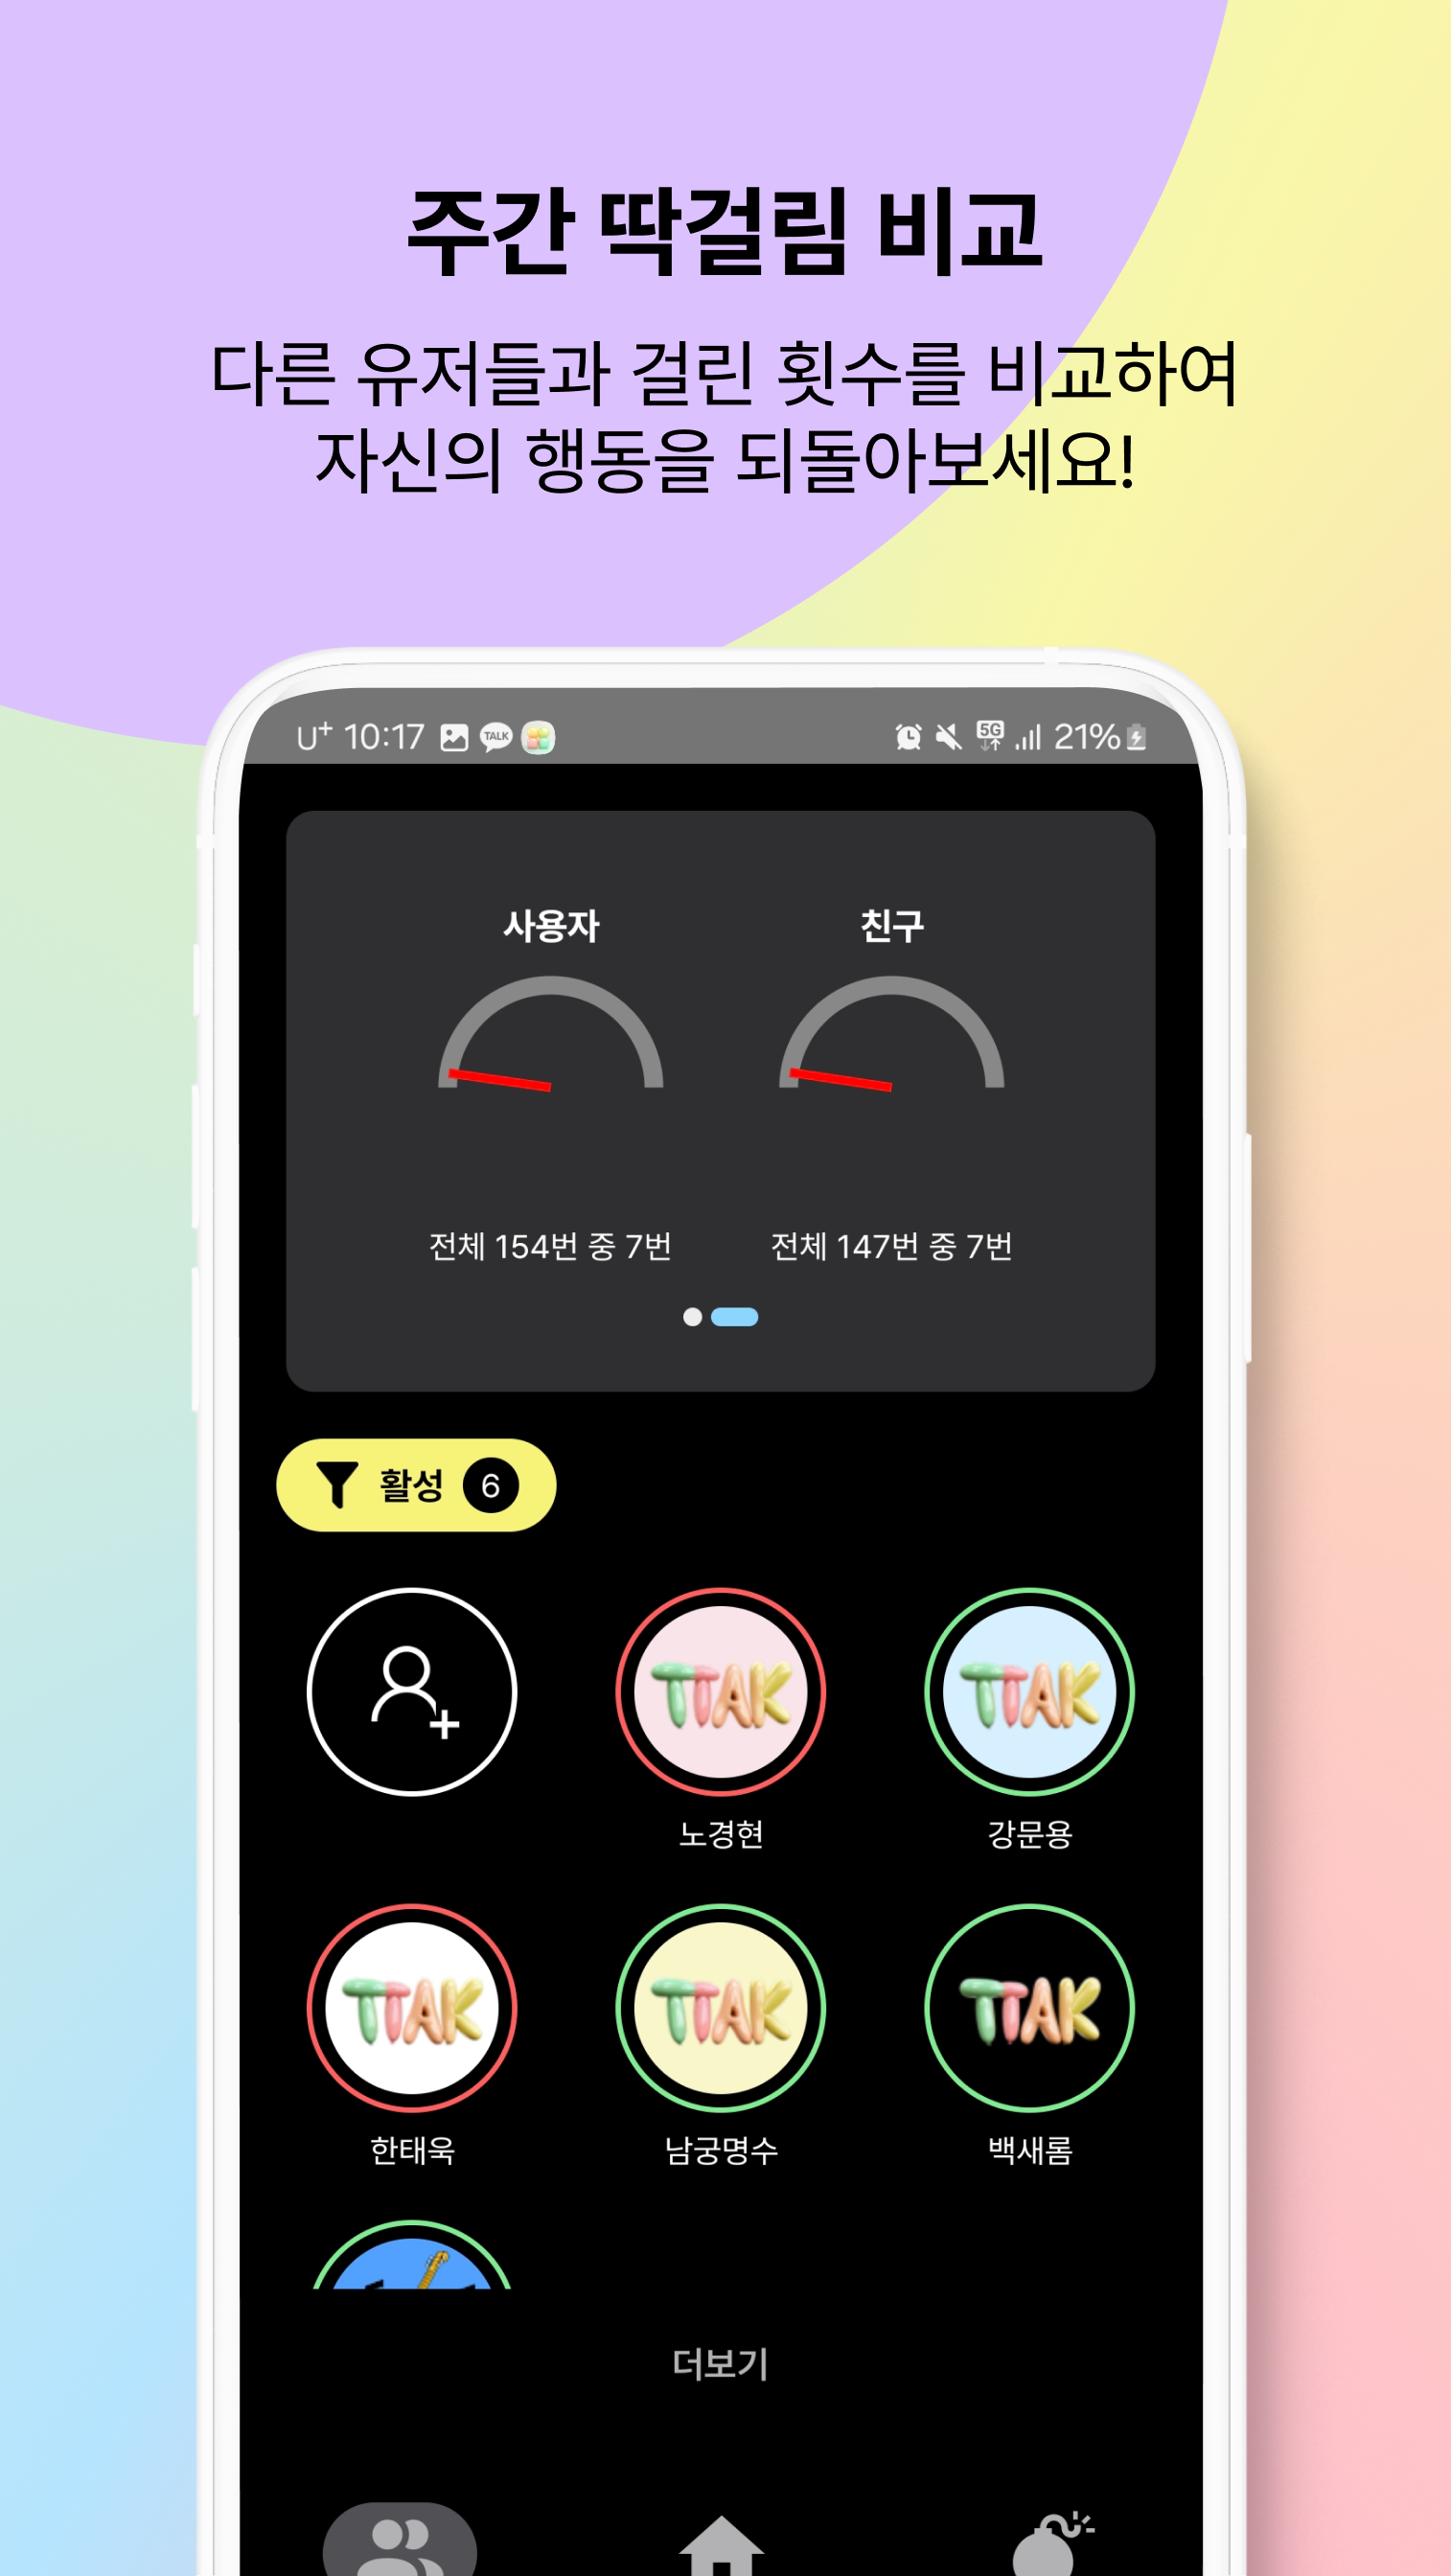 주간 딱걸림 비교
다른 유저들과 걸린 횟수를 비교하여
자신의 행동을 되돌아보세요!
U+ 10:17 TALK 5G 21%
사용자 친구
전체 154번 중 7번 전체 147번 중 7번
활성 6
TTAK TTAK
노경현 강문용
TTAK TTAK TTAK
한태욱 남궁명수 백새롬
더보기